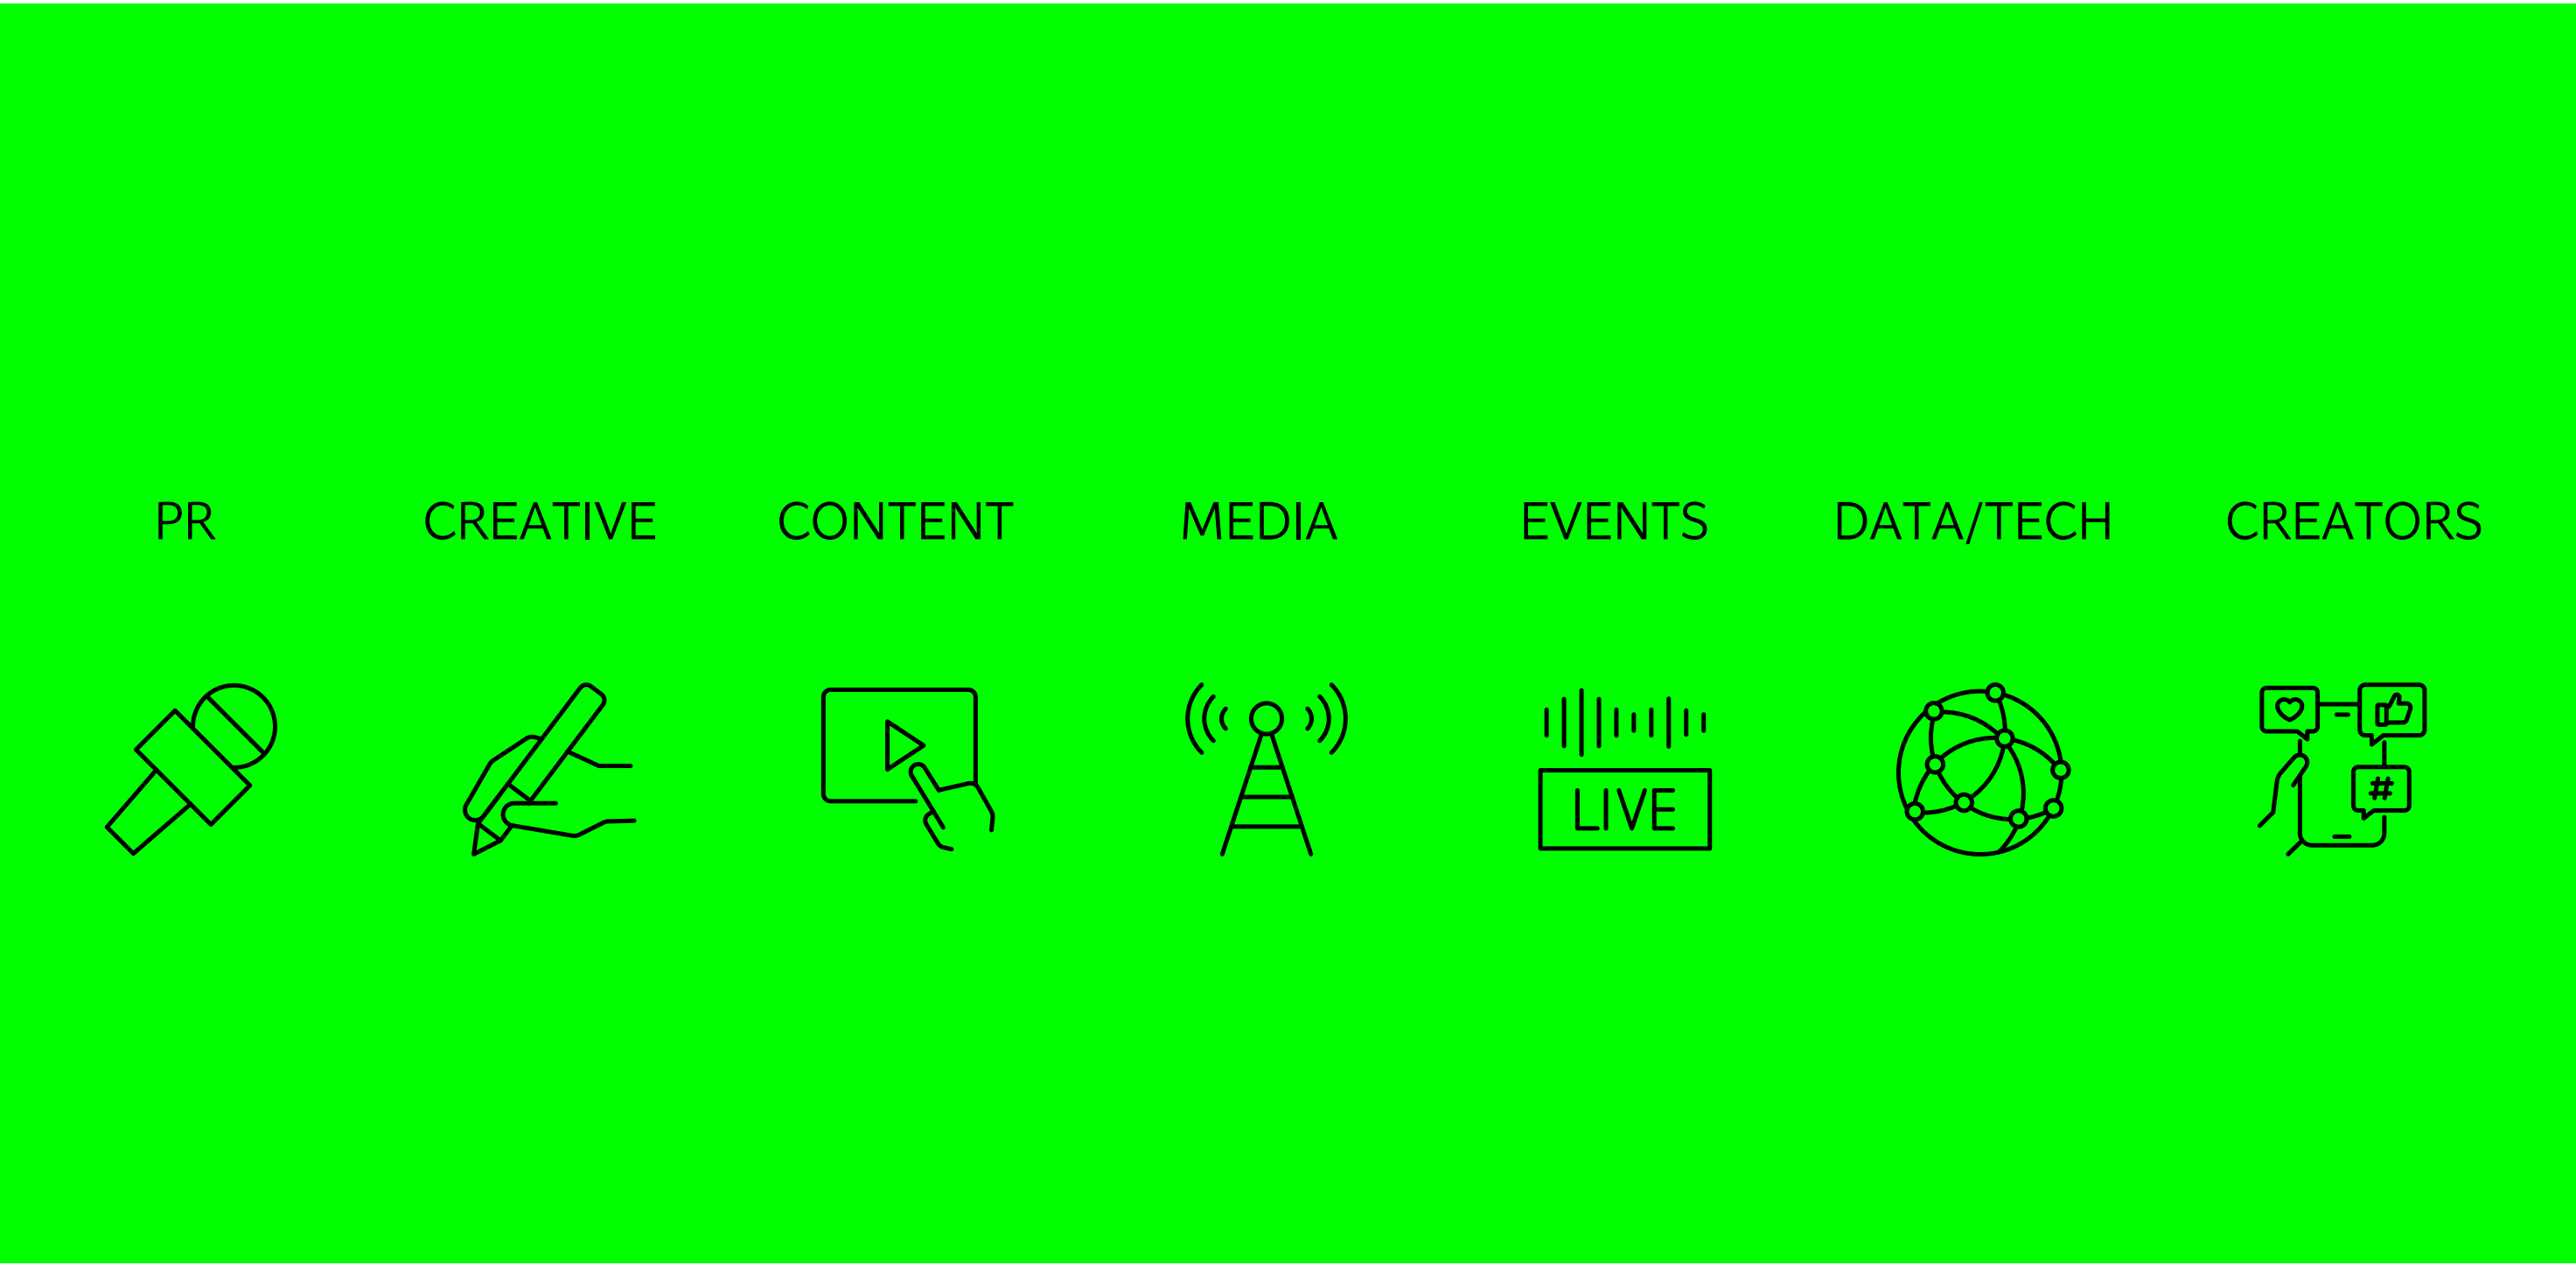 PR CREATIVE CONTENT MEDIA EVENTS DATA/TECH CREATORS
LIVE
#